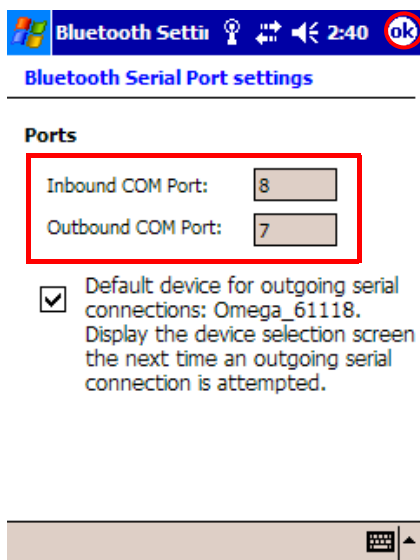 Bluetooth Settii 2:40 ok
Bluetooth Serial Port settings
Ports
Inbound COM Port: 8
Outbound COM Port: 7
Default device for outgoing serial
connections: Omega_61118.
Display the device selection screen
the next time an outgoing serial
connection is attempted.